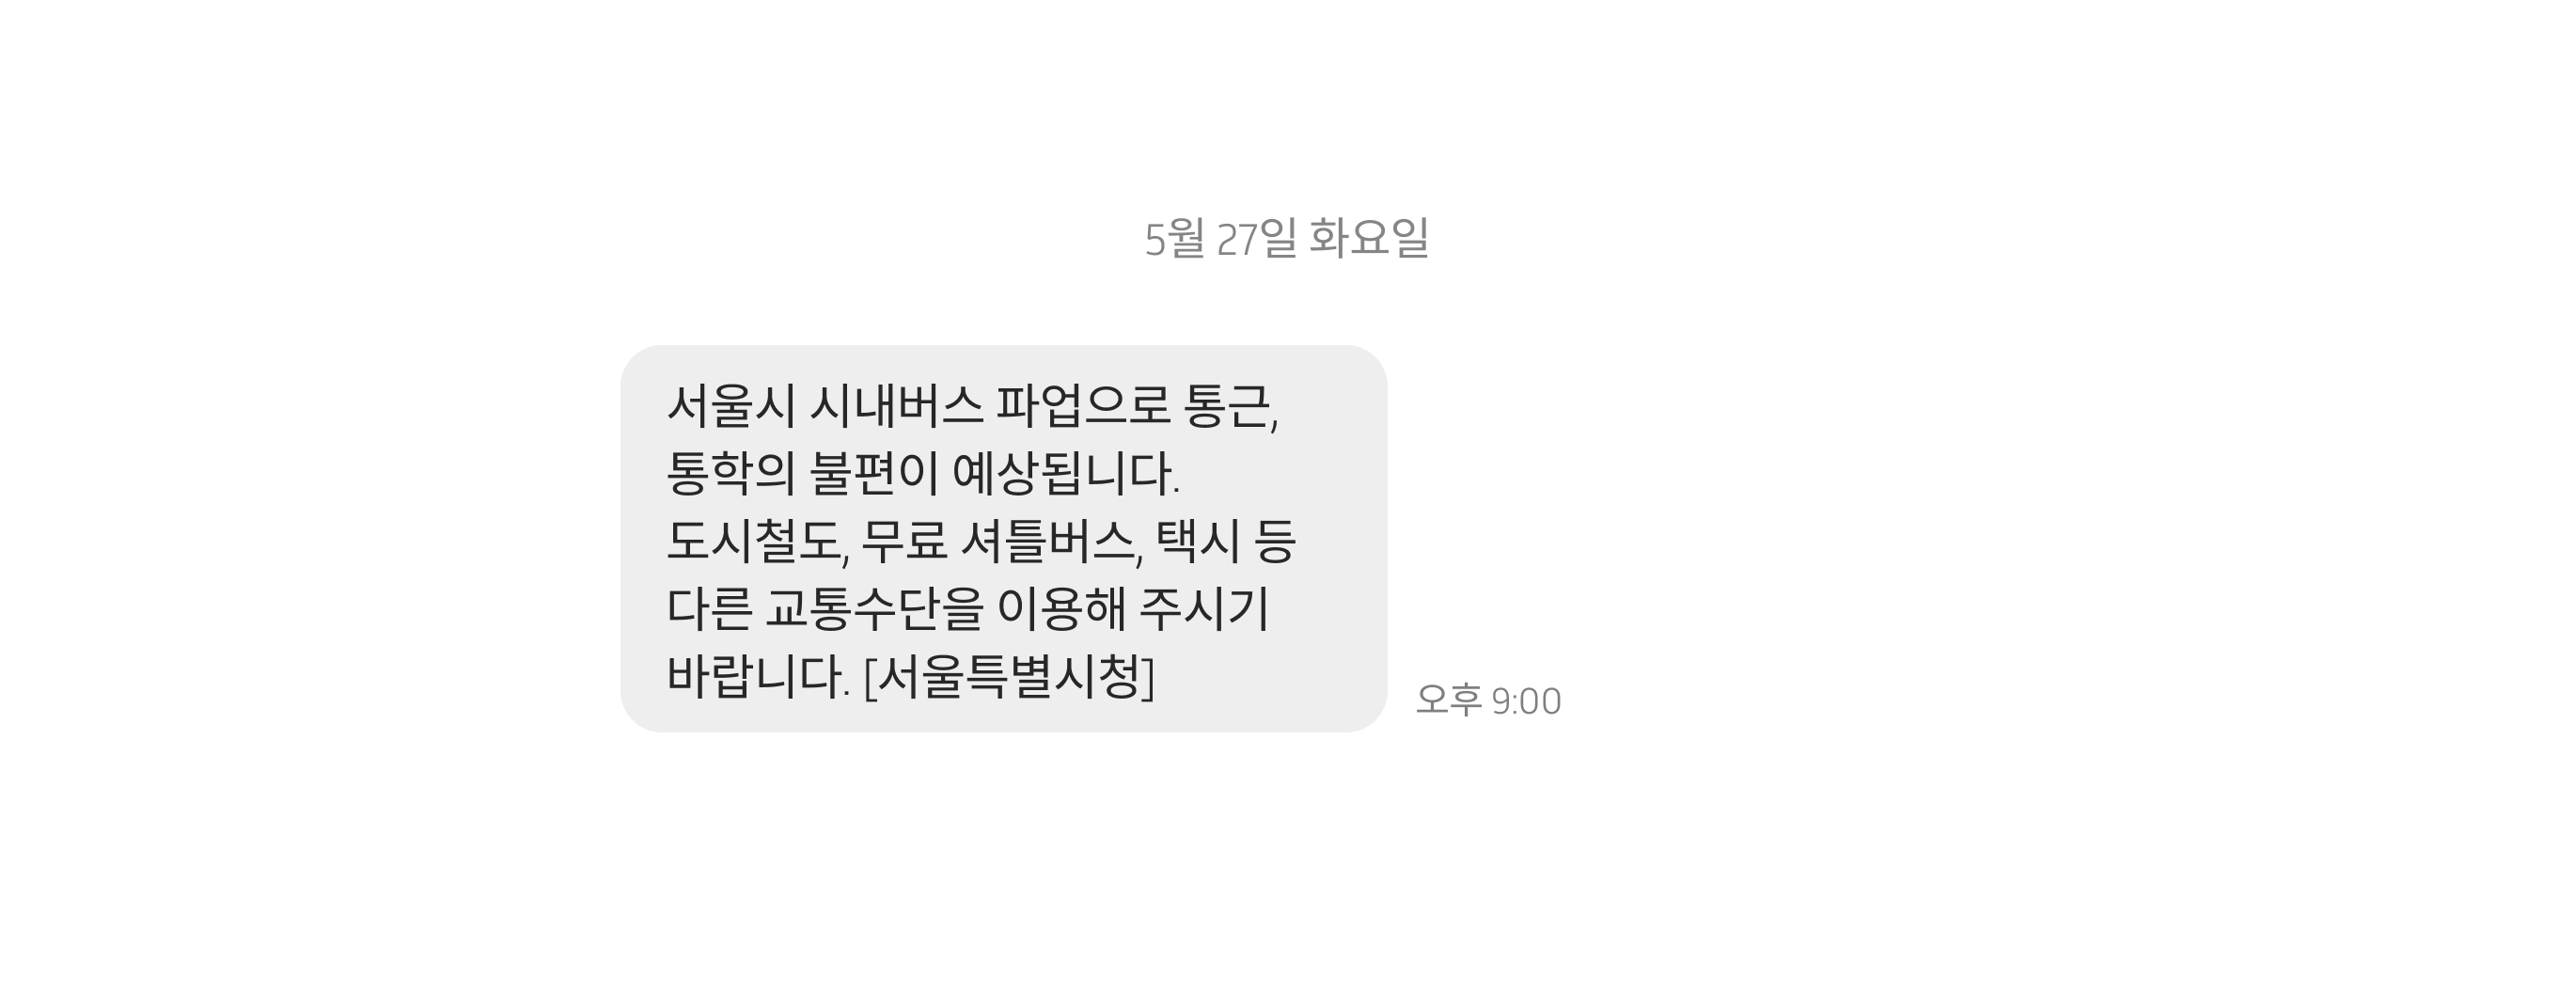 5월 27일 화요일
서울시 시내버스 파업으로 통근,
통학의 불편이 예상됩니다.
도시철도, 무료 셔틀버스, 택시 등
다른 교통수단을 이용해 주시기
바랍니다. [서울특별시청]
오후 9:00